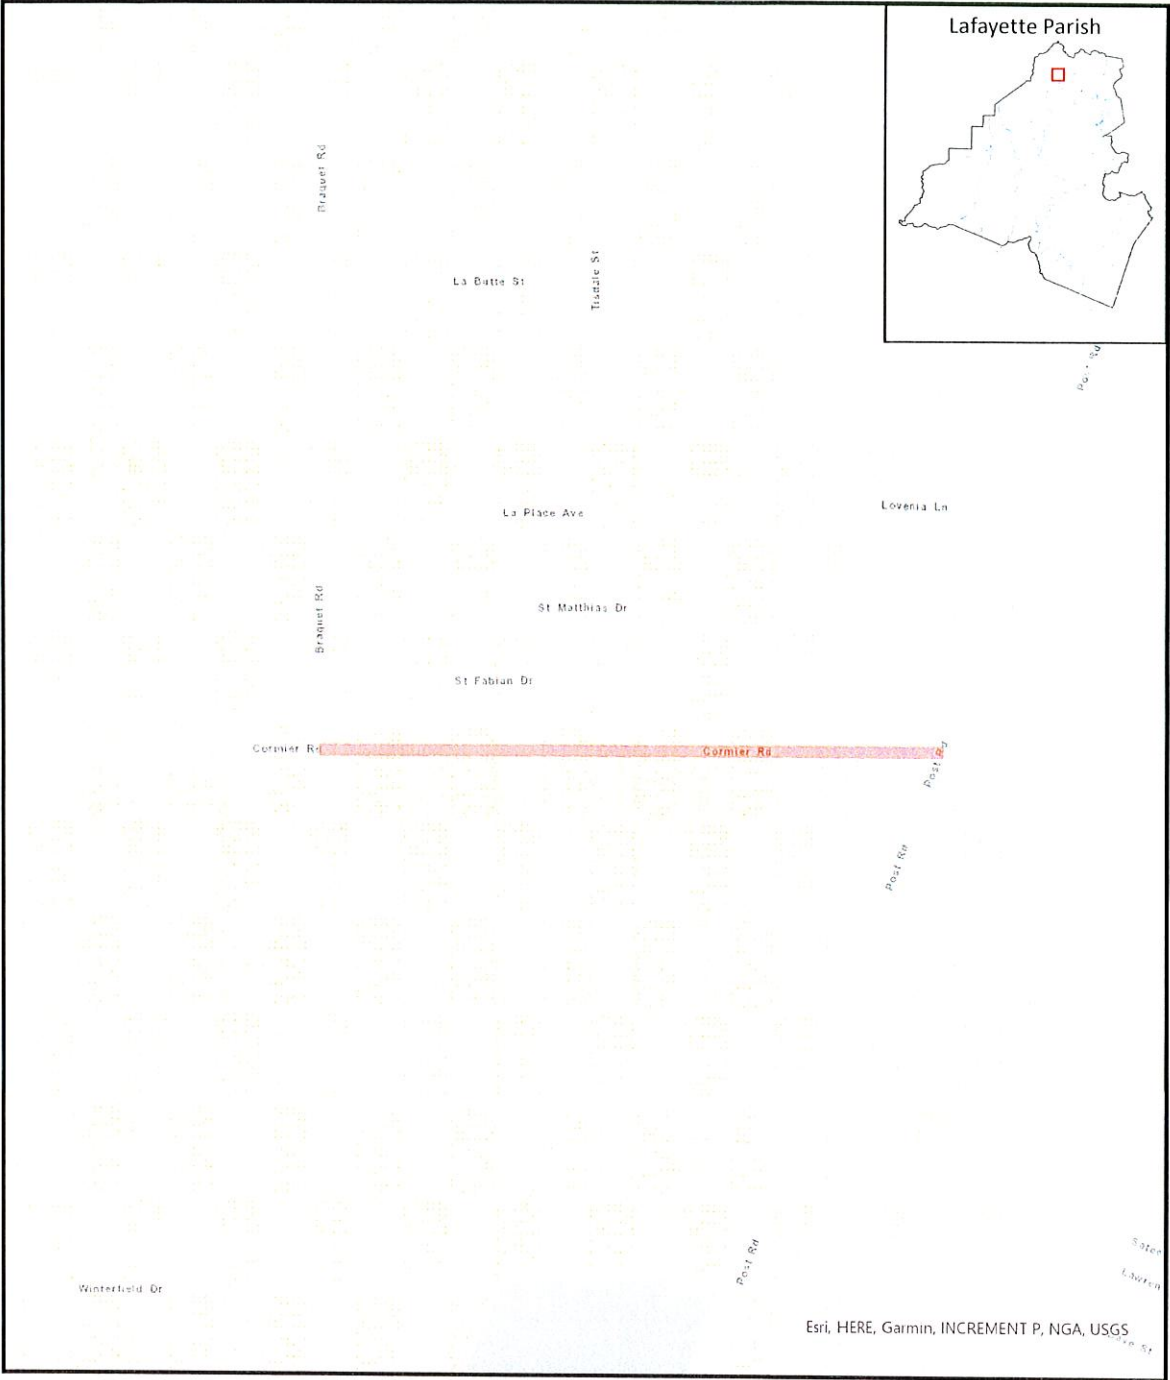 Lafayette Parish
Braquet Rd
La Butte St
Tisdale St
Post Rd
La Place Ave
Lovenia Ln
Braquet Rd
St Matthias Dr
St Fabian Dr
Cormier Rd
Cormier Rd
Post Rd
Post Rd
Post Rd
Winterfield Dr
Esri, HERE, Garmin, INCREMENT P, NGA, USGS